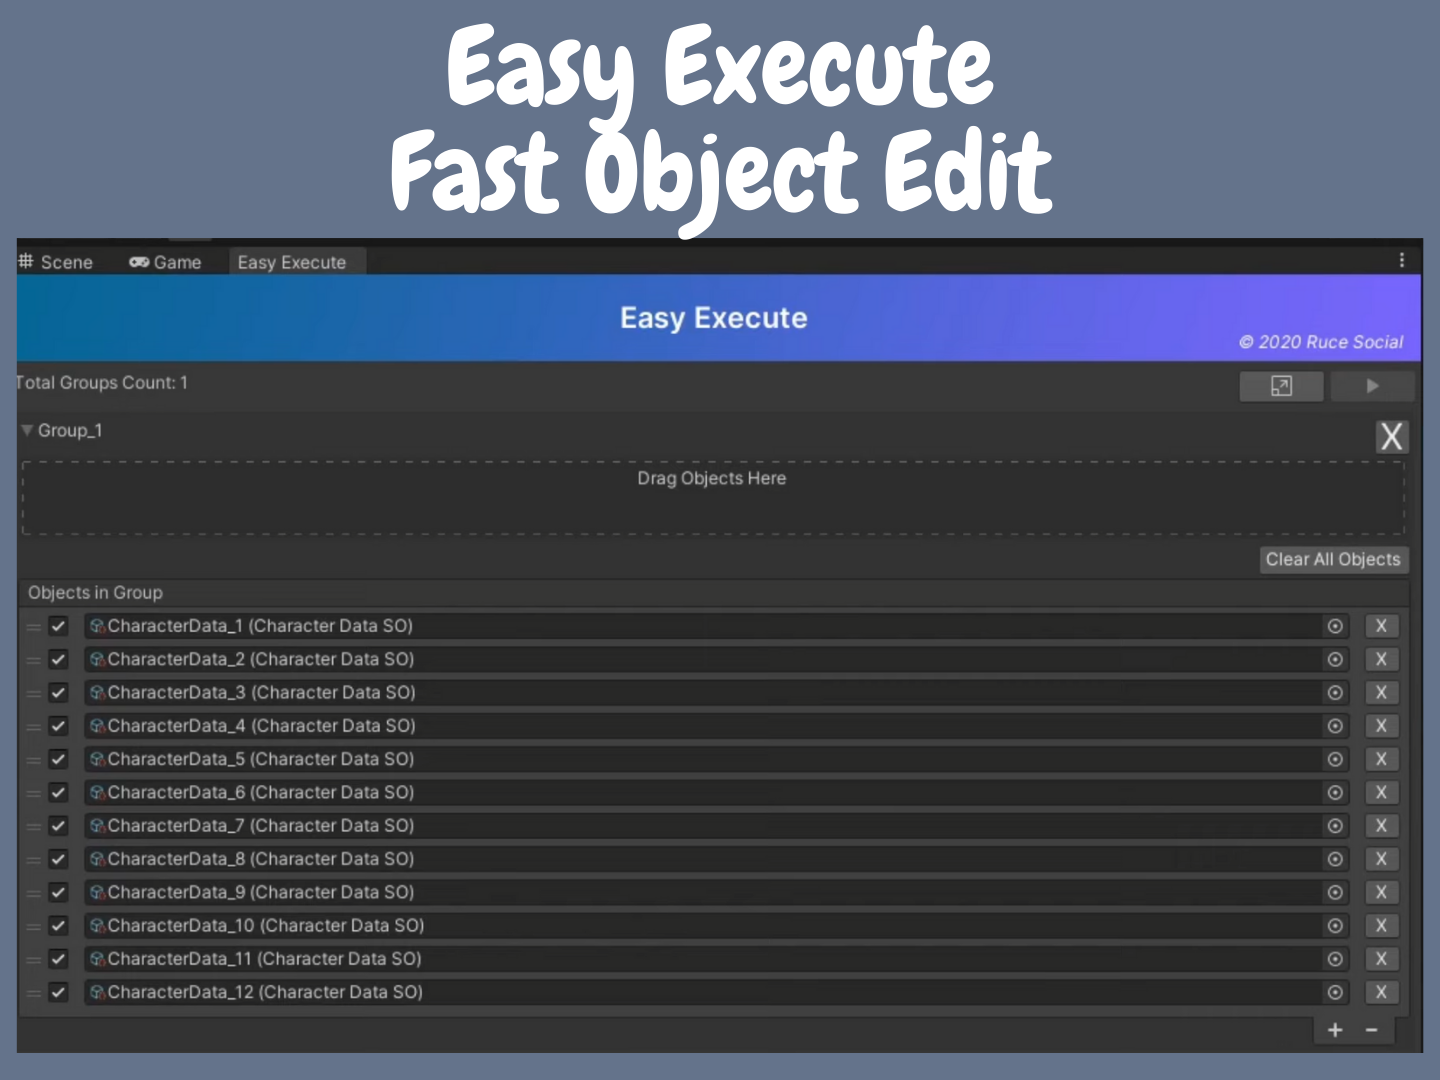 Easy Execute
Fast Object Edit
Scene Game Easy Execute
Easy Execute
© 2020 Ruce Social
Total Groups Count: 1
Group_1
X
Drag Objects Here
Clear All Objects
Objects in Group
CharacterData_1 (Character Data SO) X
CharacterData_2 (Character Data SO) X
CharacterData_3 (Character Data SO) X
CharacterData_4 (Character Data SO) X
CharacterData_5 (Character Data SO) X
CharacterData_6 (Character Data SO) X
CharacterData_7 (Character Data SO) X
CharacterData_8 (Character Data SO) X
CharacterData_9 (Character Data SO) X
CharacterData_10 (Character Data SO) X
CharacterData_11 (Character Data SO) X
CharacterData_12 (Character Data SO) X
+ −